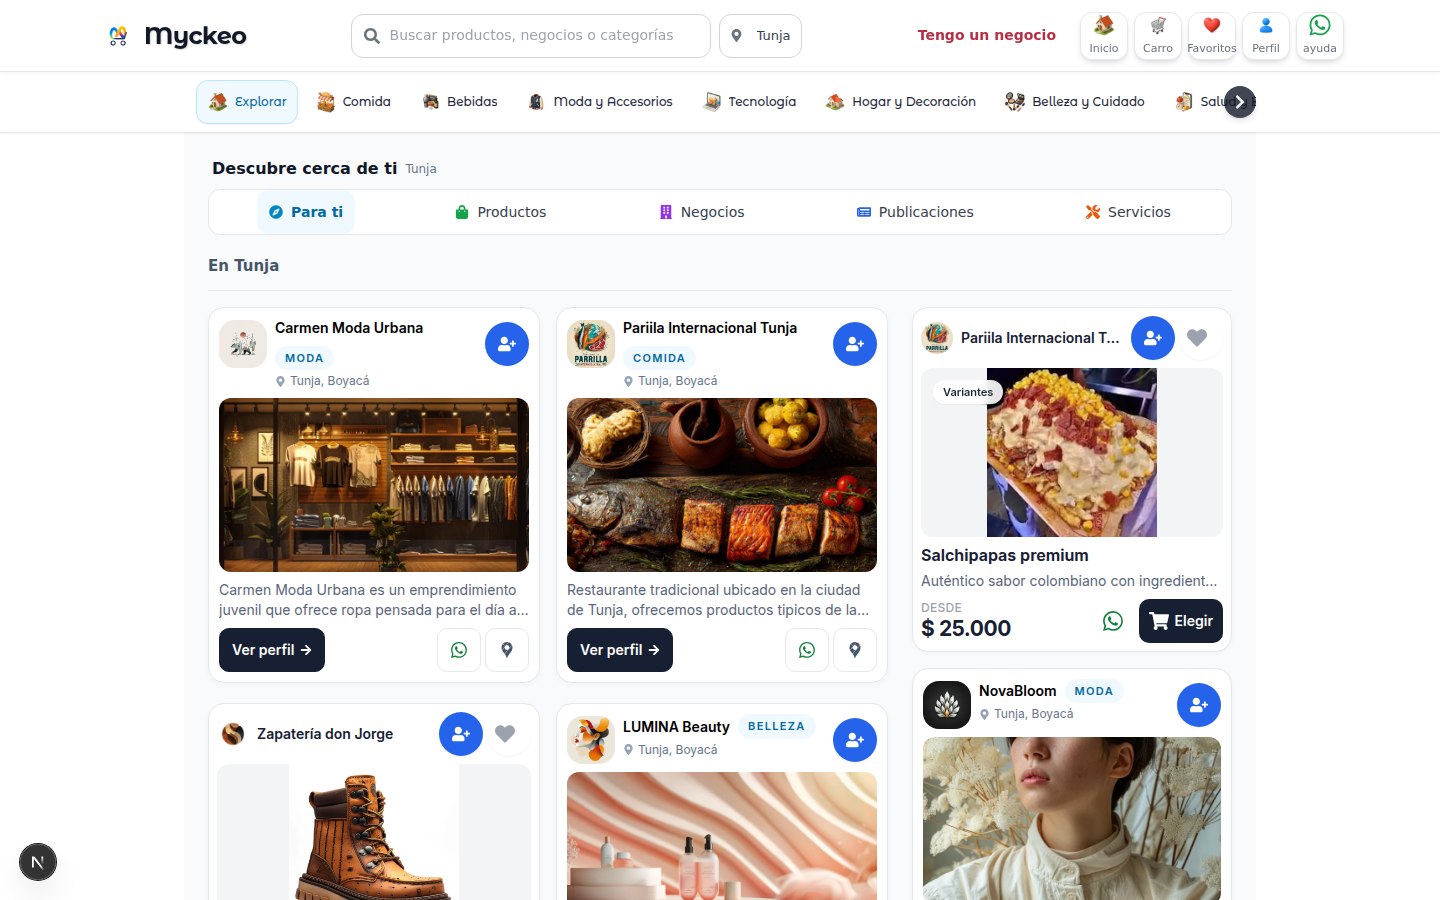 Myckeo
Buscar productos, negocios o categorías
Tunja
Tengo un negocio
Inicio
Carro
Favoritos
Perfil
ayuda
Explorar
Comida
Bebidas
Moda y Accesorios
Tecnología
Hogar y Decoración
Belleza y Cuidado
Descubre cerca de ti Tunja
Para ti
Productos
Negocios
Publicaciones
Servicios
En Tunja
Carmen Moda Urbana
MODA
Tunja, Boyacá
Carmen Moda Urbana es un emprendimiento
juvenil que ofrece ropa pensada para el día a...
Ver perfil →
PARRILLA
Pariila Internacional Tunja
COMIDA
Tunja, Boyacá
Restaurante tradicional ubicado en la ciudad
de Tunja, ofrecemos productos tipicos de la...
Ver perfil →
Pariila Internacional T...
Variantes
Salchipapas premium
Auténtico sabor colombiano con ingredient...
DESDE
$ 25.000
Elegir
Zapatería don Jorge
LUMINA Beauty
BELLEZA
Tunja, Boyacá
NovaBloom
MODA
Tunja, Boyacá
N